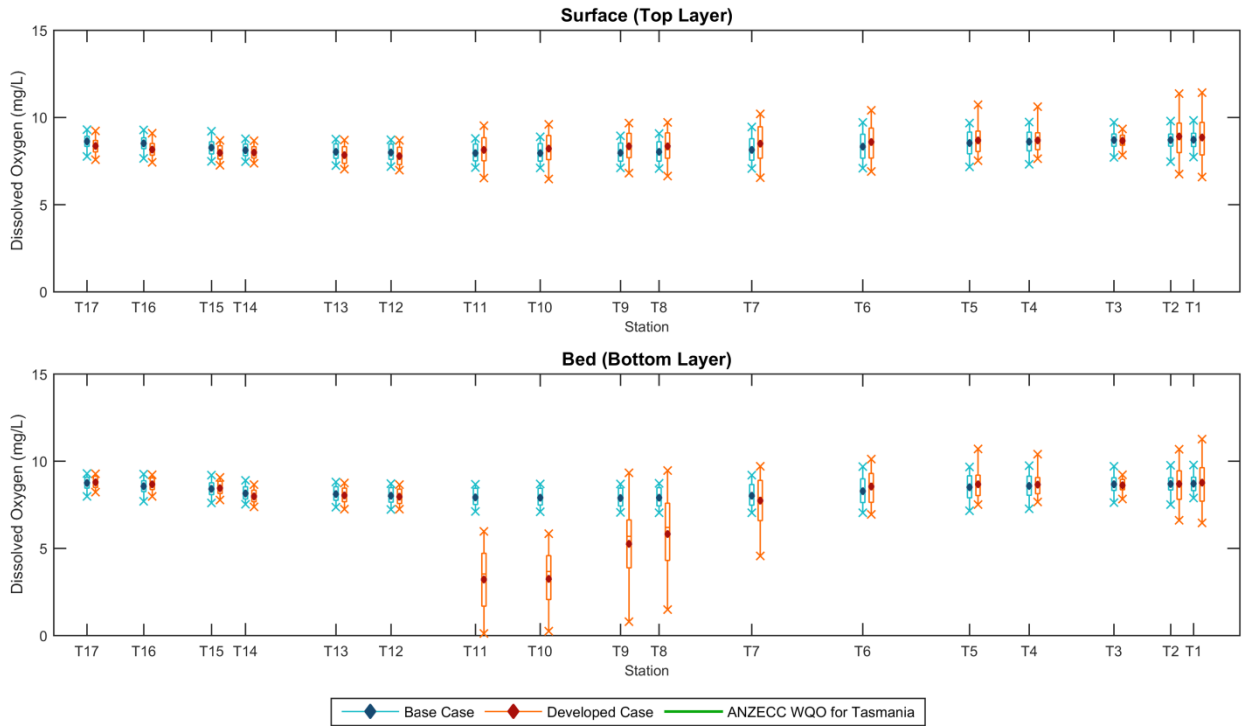 Surface (Top Layer)
15
10
5
0
Dissolved Oxygen (mg/L)
T17 T16 T15 T14 T13 T12 T11 T10 T9 T8 T7 T6 T5 T4 T3 T2 T1
Station
Bed (Bottom Layer)
15
10
5
0
Dissolved Oxygen (mg/L)
T17 T16 T15 T14 T13 T12 T11 T10 T9 T8 T7 T6 T5 T4 T3 T2 T1
Station
Base Case Developed Case ANZECC WQO for Tasmania